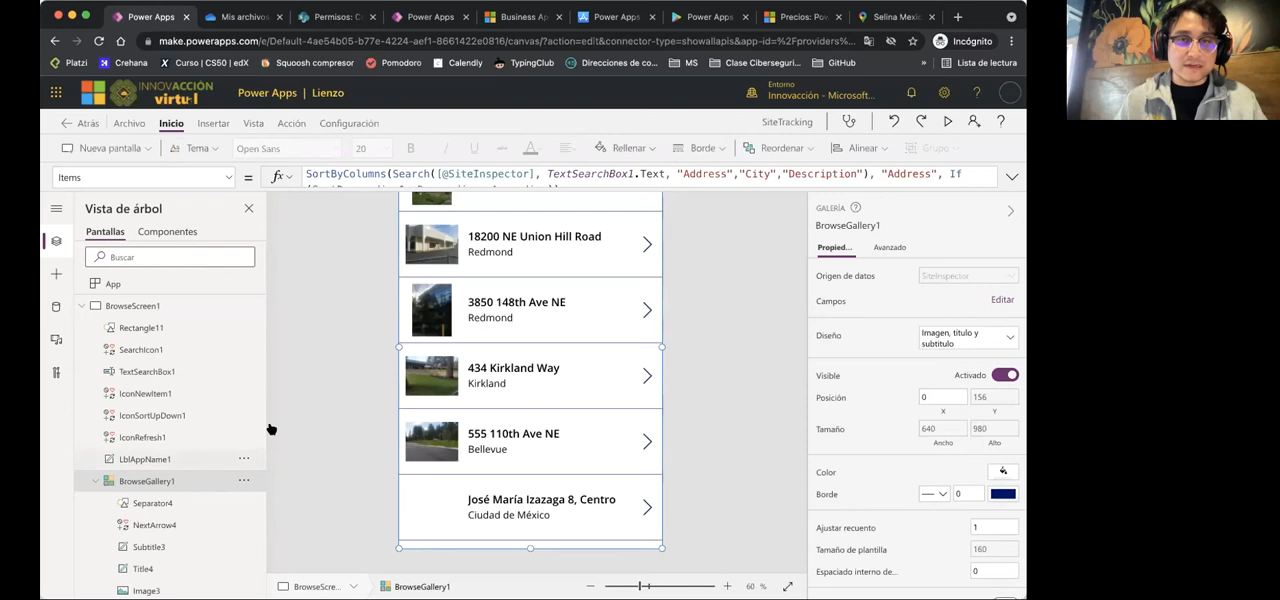 Power Apps
Mis archivos
Permisos: C
Power Apps
Business Ap
Power Apps
Power Apps
Precios: Pow
Selina Mexic
make.powerapps.com/e/Default-4ae54b05-b77e-4224-aef1-8661422e0816/canvas/?action=edit&connector-type=showallapis&app-id=%2Fproviders%...
Incógnito
Platzi
Crehana
Curso | CS50 | edX
Squoosh compresor
Pomodoro
Calendly
TypingClub
Direcciones de co...
MS
Clase Ciberseguri...
GitHub
»
Lista de lectura
INNOVACCIÓN
virtual
Power Apps | Lienzo
Entorno
Innovacción - Microsoft...
Atrás
Archivo
Inicio
Insertar
Vista
Acción
Configuración
SiteTracking
Nueva pantalla
Tema
Open Sans
20
B
I
U
abc
A
Rellenar
Borde
Reordenar
Alinear
Grupo
Items
=
fx
SortByColumns(Search([@SiteInspector], TextSearchBox1.Text, "Address","City","Description"), "Address", If
Vista de árbol
Pantallas
Componentes
Buscar
App
BrowseScreen1
Rectangle11
SearchIcon1
TextSearchBox1
IconNewItem1
IconSortUpDown1
IconRefresh1
LblAppName1
BrowseGallery1
Separator4
NextArrow4
Subtitle3
Title4
Image3
18200 NE Union Hill Road
Redmond
3850 148th Ave NE
Redmond
434 Kirkland Way
Kirkland
555 110th Ave NE
Bellevue
José María Izazaga 8, Centro
Ciudad de México
GALERÍA
BrowseGallery1
Propied...
Avanzado
Origen de datos
SiteInspector
Campos
Editar
Diseño
Imagen, título y
subtítulo
Visible
Activado
Posición
0
156
X
Y
Tamaño
640
980
Ancho
Alto
Color
Borde
0
Ajustar recuento
1
Tamaño de plantilla
160
Espaciado interno de...
0
BrowseScre...
BrowseGallery1
60 %